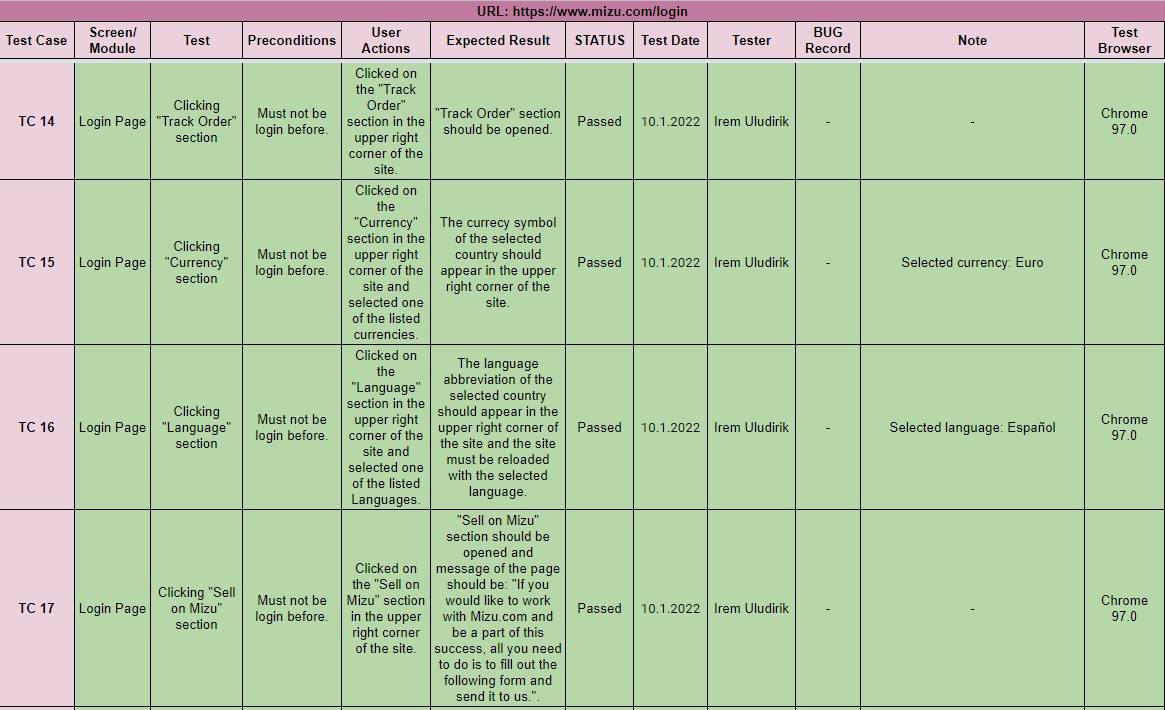 URL: https://www.mizu.com/login
Test Case
Screen/
Module
Test
Preconditions
User
Actions
Expected Result
STATUS
Test Date
Tester
BUG
Record
Note
Test
Browser
TC 14
Login Page
Clicking
"Track Order"
section
Must not be
login before.
Clicked on
the "Track
Order"
section in the
upper right
corner of the
site.
"Track Order" section
should be opened.
Passed
10.1.2022
Irem Uludirik
-
-
Chrome
97.0
TC 15
Login Page
Clicking
"Currency"
section
Must not be
login before.
Clicked on
the
"Currency"
section in the
upper right
corner of the
site and
selected one
of the listed
currencies.
The currecy symbol
of the selected
country should
appear in the upper
right corner of the
site.
Passed
10.1.2022
Irem Uludirik
-
Selected currency: Euro
Chrome
97.0
TC 16
Login Page
Clicking
"Language"
section
Must not be
login before.
Clicked on
the
"Language"
section in the
upper right
corner of the
site and
selected one
of the listed
Languages.
The language
abbreviation of the
selected country
should appear in the
upper right corner of
the site and the site
must be reloaded
with the selected
language.
Passed
10.1.2022
Irem Uludirik
-
Selected language: Español
Chrome
97.0
TC 17
Login Page
Clicking "Sell
on Mizu"
section
Must not be
login before.
Clicked on
the "Sell on
Mizu" section
in the upper
right corner
of the site.
"Sell on Mizu"
section should be
opened and
message of the page
should be: "If you
would like to work
with Mizu.com and
be a part of this
success, all you need
to do is to fill out the
following form and
send it to us.".
Passed
10.1.2022
Irem Uludirik
-
-
Chrome
97.0